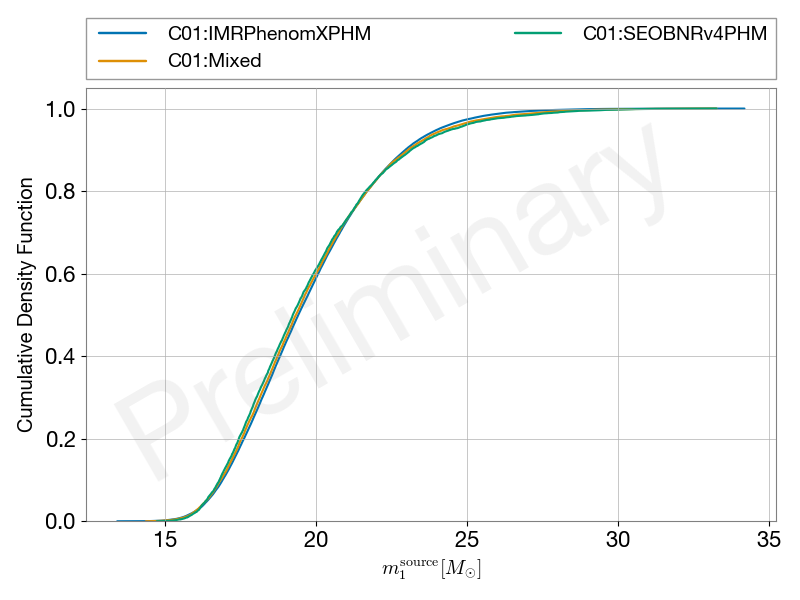 C01:IMRPhenomXPHM
C01:Mixed
C01:SEOBNRv4PHM
Cumulative Density Function
1.0
0.8
0.6
0.4
0.2
0.0
Preliminary
15
20
25
30
35
m₁^source[M_⊙]